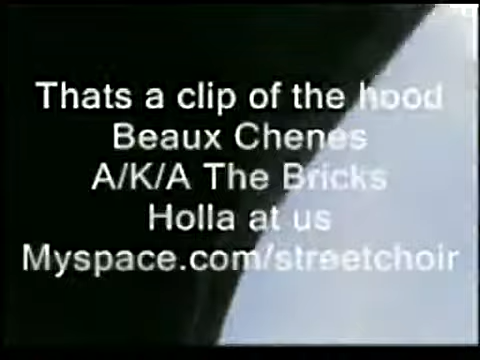 Thats a clip of the hood
Beaux Chenes
A/K/A The Bricks
Holla at us
Myspace.com/streetchoir